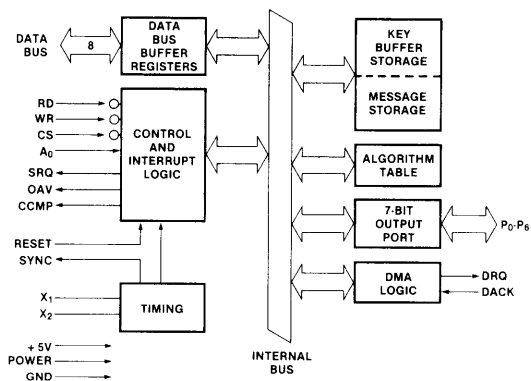 DATA BUS
8
DATA BUS BUFFER REGISTERS
RD
WR
CS
A0
SRQ
OAV
CCMP
CONTROL AND INTERRUPT LOGIC
RESET
SYNC
X1
X2
TIMING
+ 5V
POWER
GND
INTERNAL BUS
KEY BUFFER STORAGE
MESSAGE STORAGE
ALGORITHM TABLE
7-BIT OUTPUT PORT
P0-P6
DMA LOGIC
DRQ
DACK